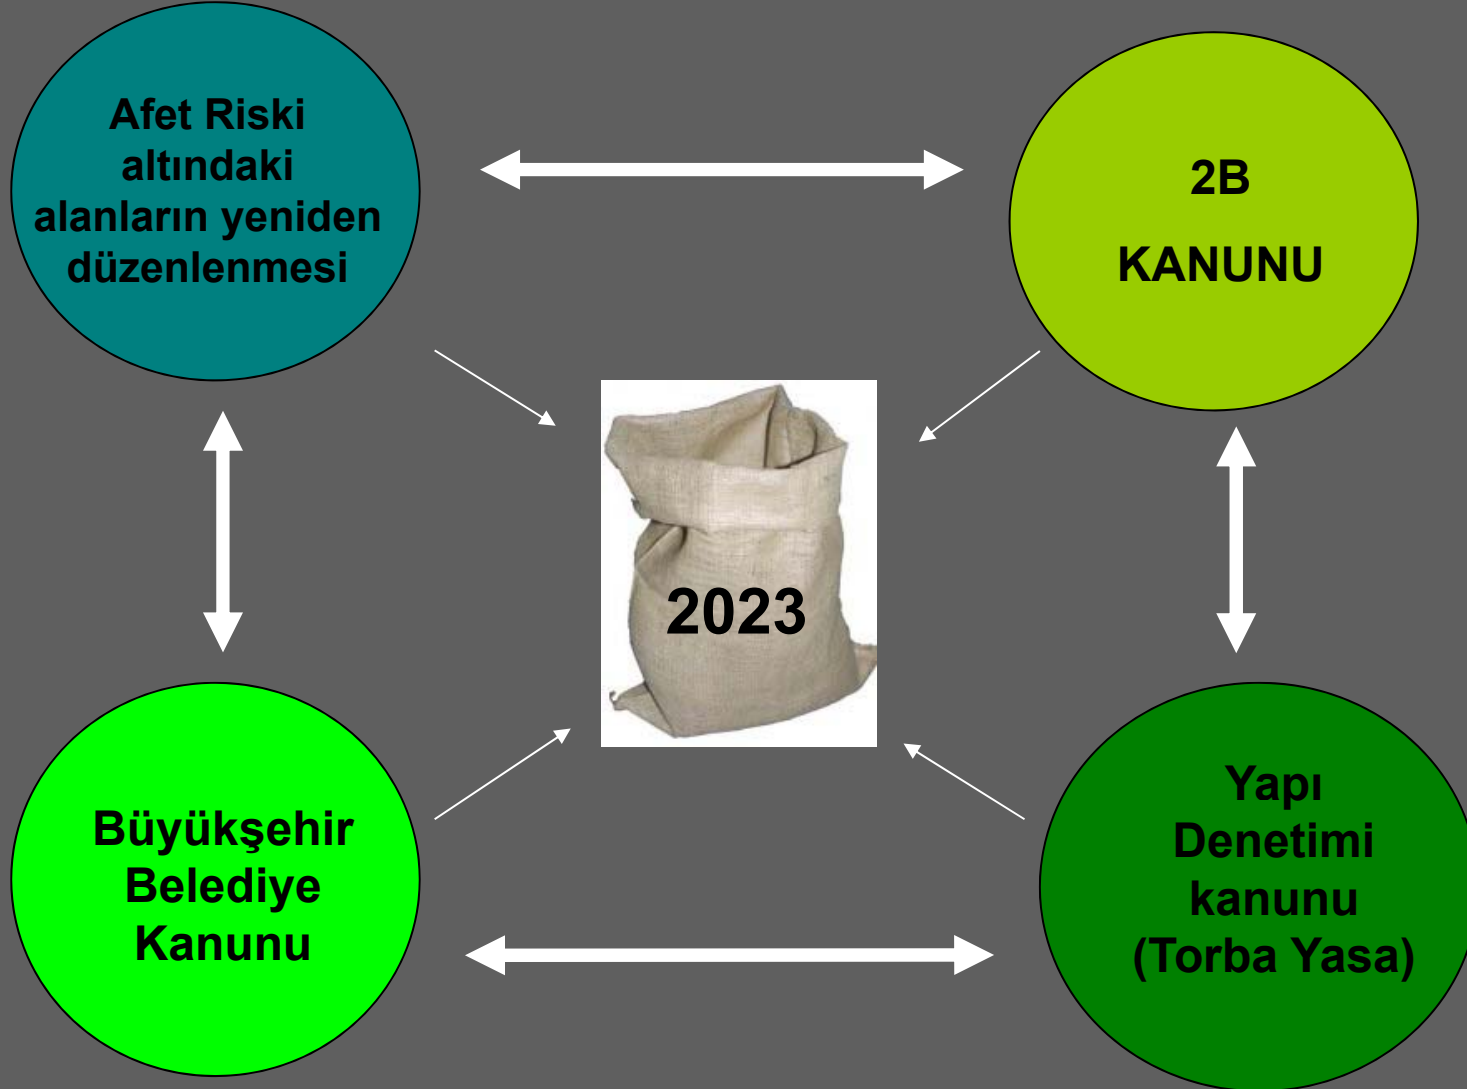 Afet Riski
altındaki
alanların yeniden
düzenlenmesi
2B
KANUNU
2023
Büyükşehir
Belediye
Kanunu
Yapı
Denetimi
kanunu
(Torba Yasa)